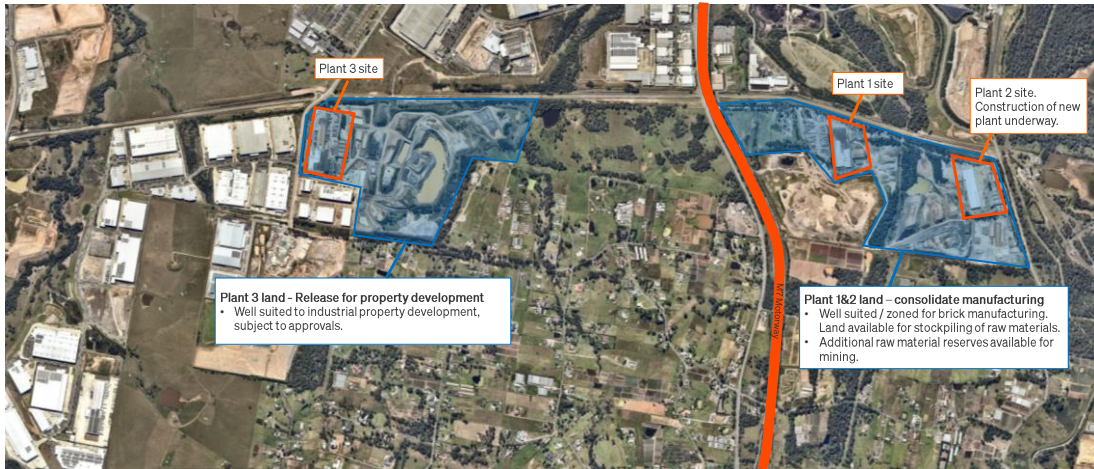 Plant 3 site
Plant 1 site
Plant 2 site.
Construction of new
plant underway.
Plant 3 land - Release for property development
• Well suited to industrial property development,
subject to approvals.
M7 Motorway
Plant 1&2 land – consolidate manufacturing
• Well suited / zoned for brick manufacturing.
Land available for stockpiling of raw materials.
• Additional raw material reserves available for
mining.